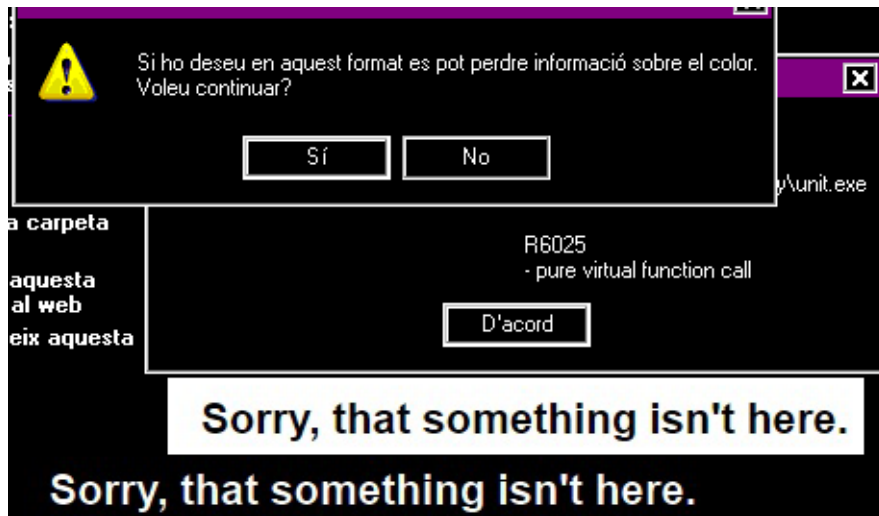 Si ho deseu en aquest format es pot perdre informació sobre el color.
Voleu continuar?
Sí
No
y\unit.exe
a carpeta
R6025
- pure virtual function call
aquesta
al web
eix aquesta
D'acord
Sorry, that something isn't here.
Sorry, that something isn't here.